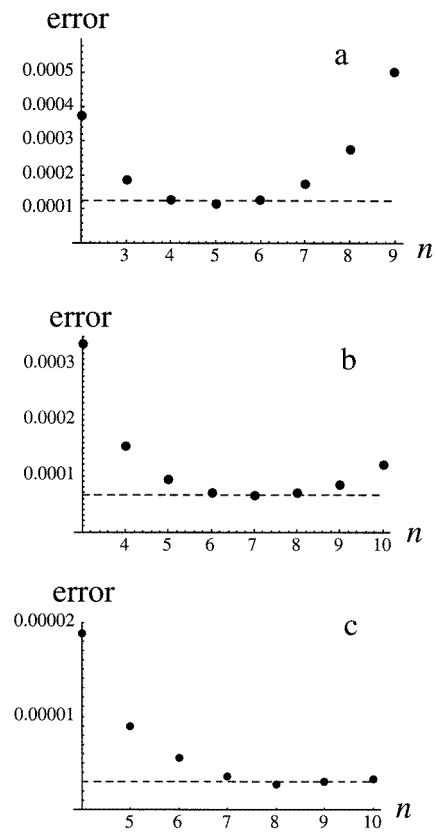 error
a
0.0005
0.0004
0.0003
0.0002
0.0001
3 4 5 6 7 8 9 n
error
b
0.0003
0.0002
0.0001
4 5 6 7 8 9 10 n
error
0.00002
c
0.00001
5 6 7 8 9 10 n